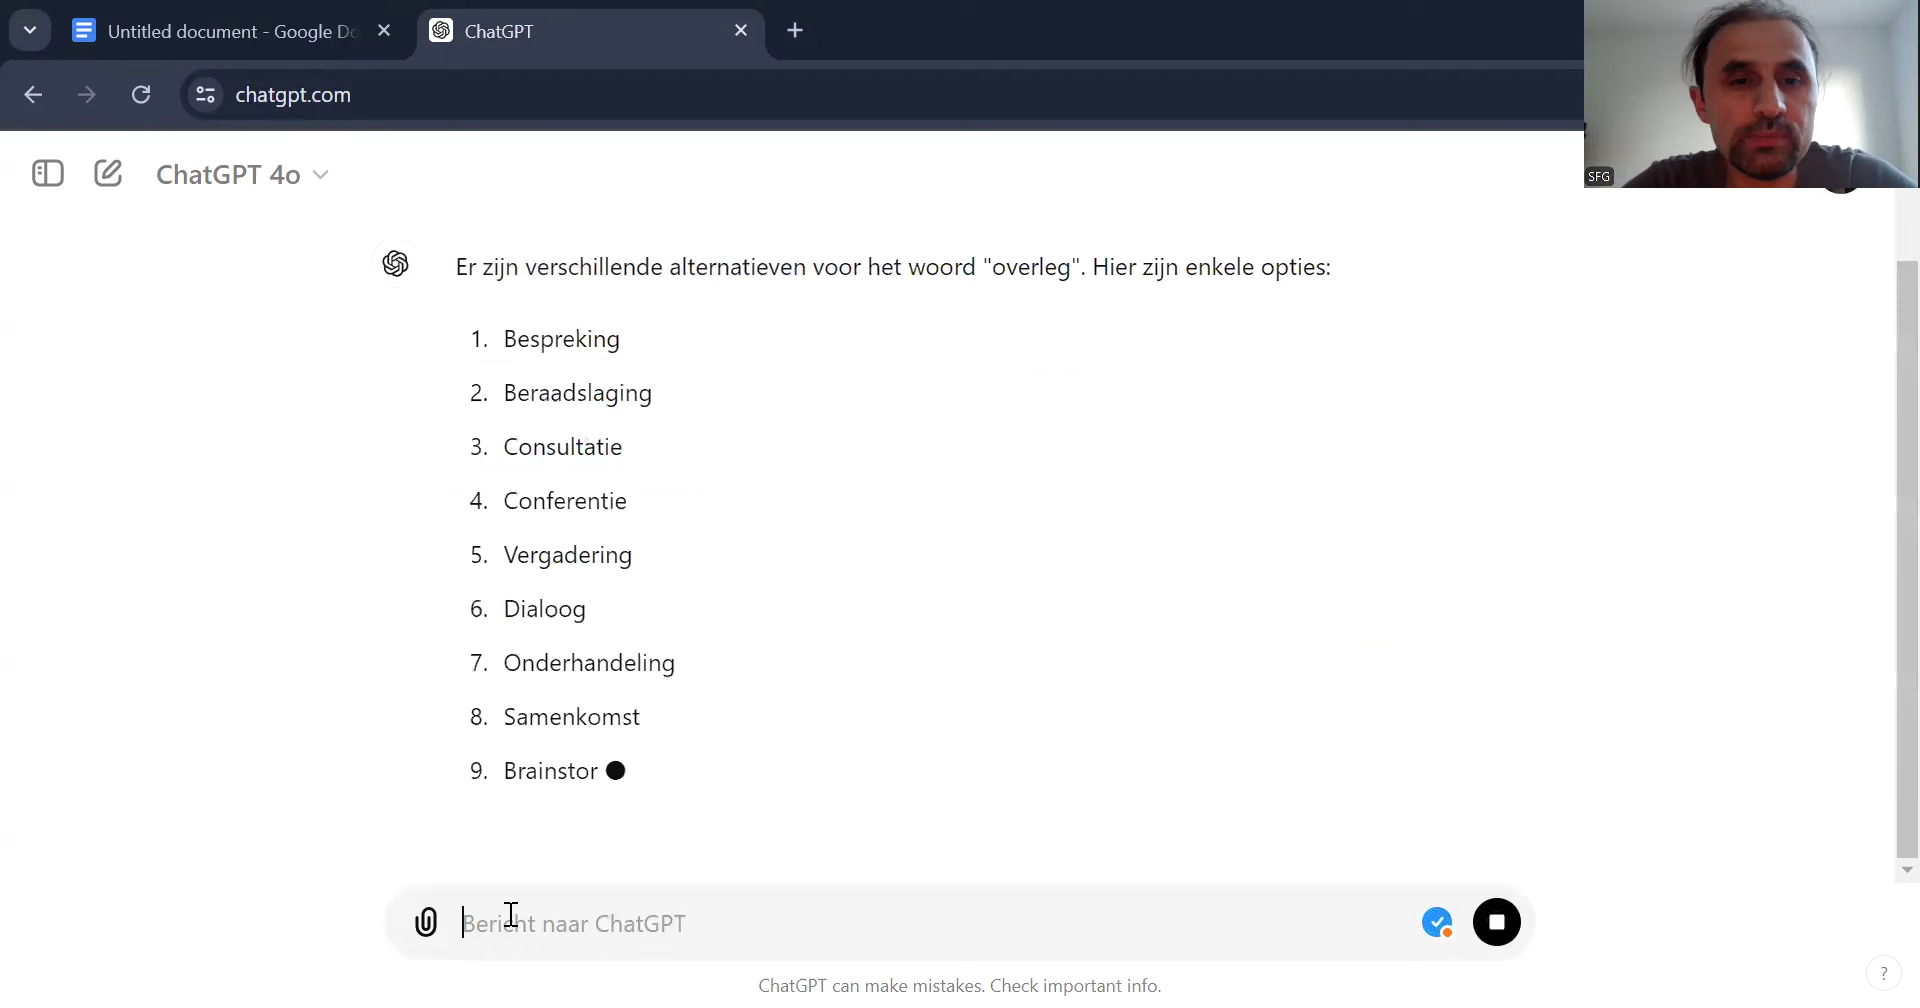 Untitled document - Google Do
ChatGPT
chatgpt.com
SFG
ChatGPT 4o
Er zijn verschillende alternatieven voor het woord "overleg". Hier zijn enkele opties:
1. Bespreking
2. Beraadslaging
3. Consultatie
4. Conferentie
5. Vergadering
6. Dialoog
7. Onderhandeling
8. Samenkomst
9. Brainstor
Bericht naar ChatGPT
ChatGPT can make mistakes. Check important info.
?